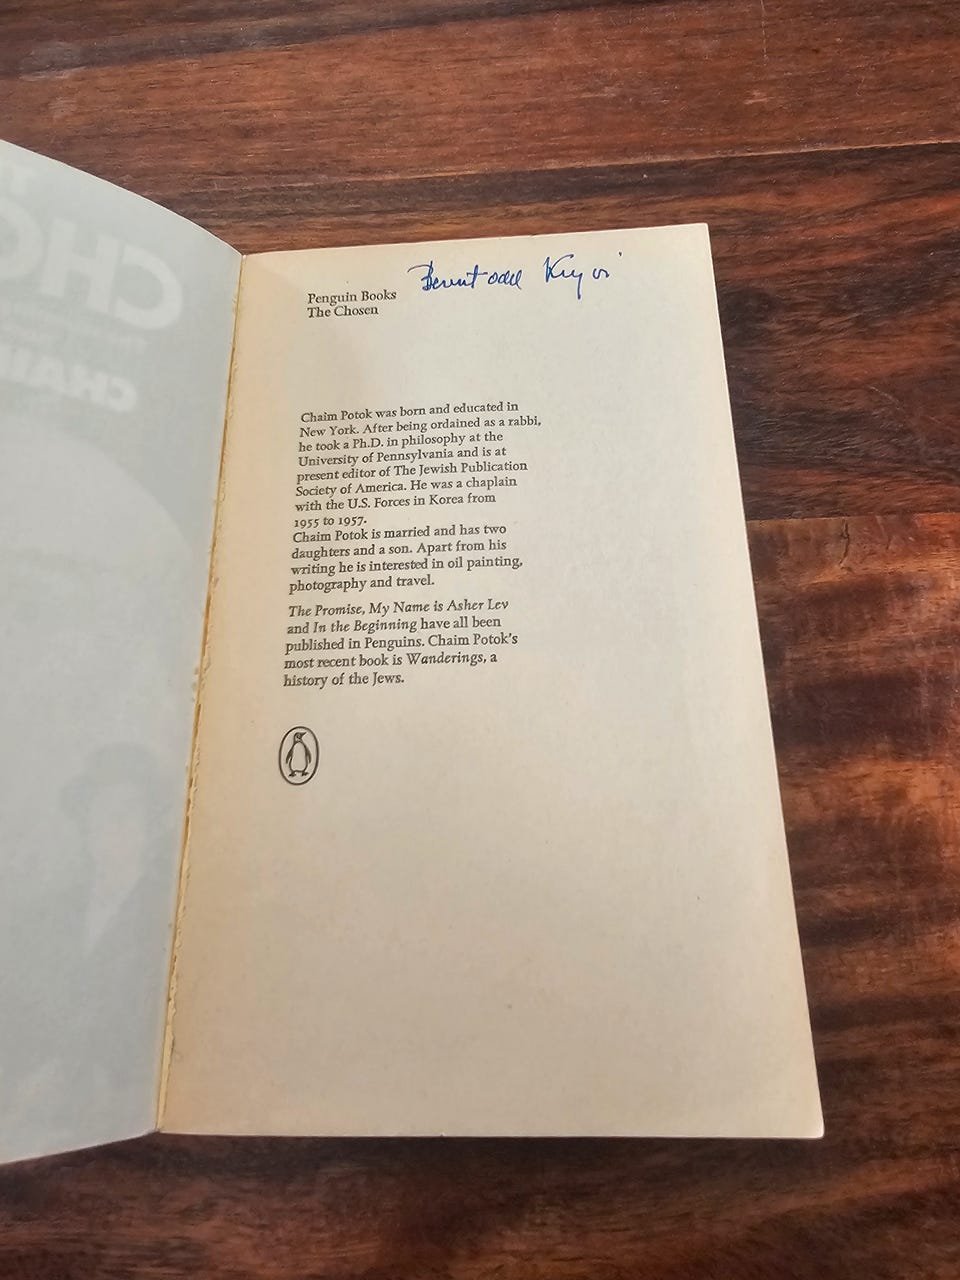 Penguin Books
The Chosen
Chaim Potok was born and educated in
New York. After being ordained as a rabbi,
he took a Ph.D. in philosophy at the
University of Pennsylvania and is at
present editor of The Jewish Publication
Society of America. He was a chaplain
with the U.S. Forces in Korea from
1955 to 1957.
Chaim Potok is married and has two
daughters and a son. Apart from his
writing he is interested in oil painting,
photography and travel.
The Promise, My Name is Asher Lev
and In the Beginning have all been
published in Penguins. Chaim Potok's
most recent book is Wanderings, a
history of the Jews.